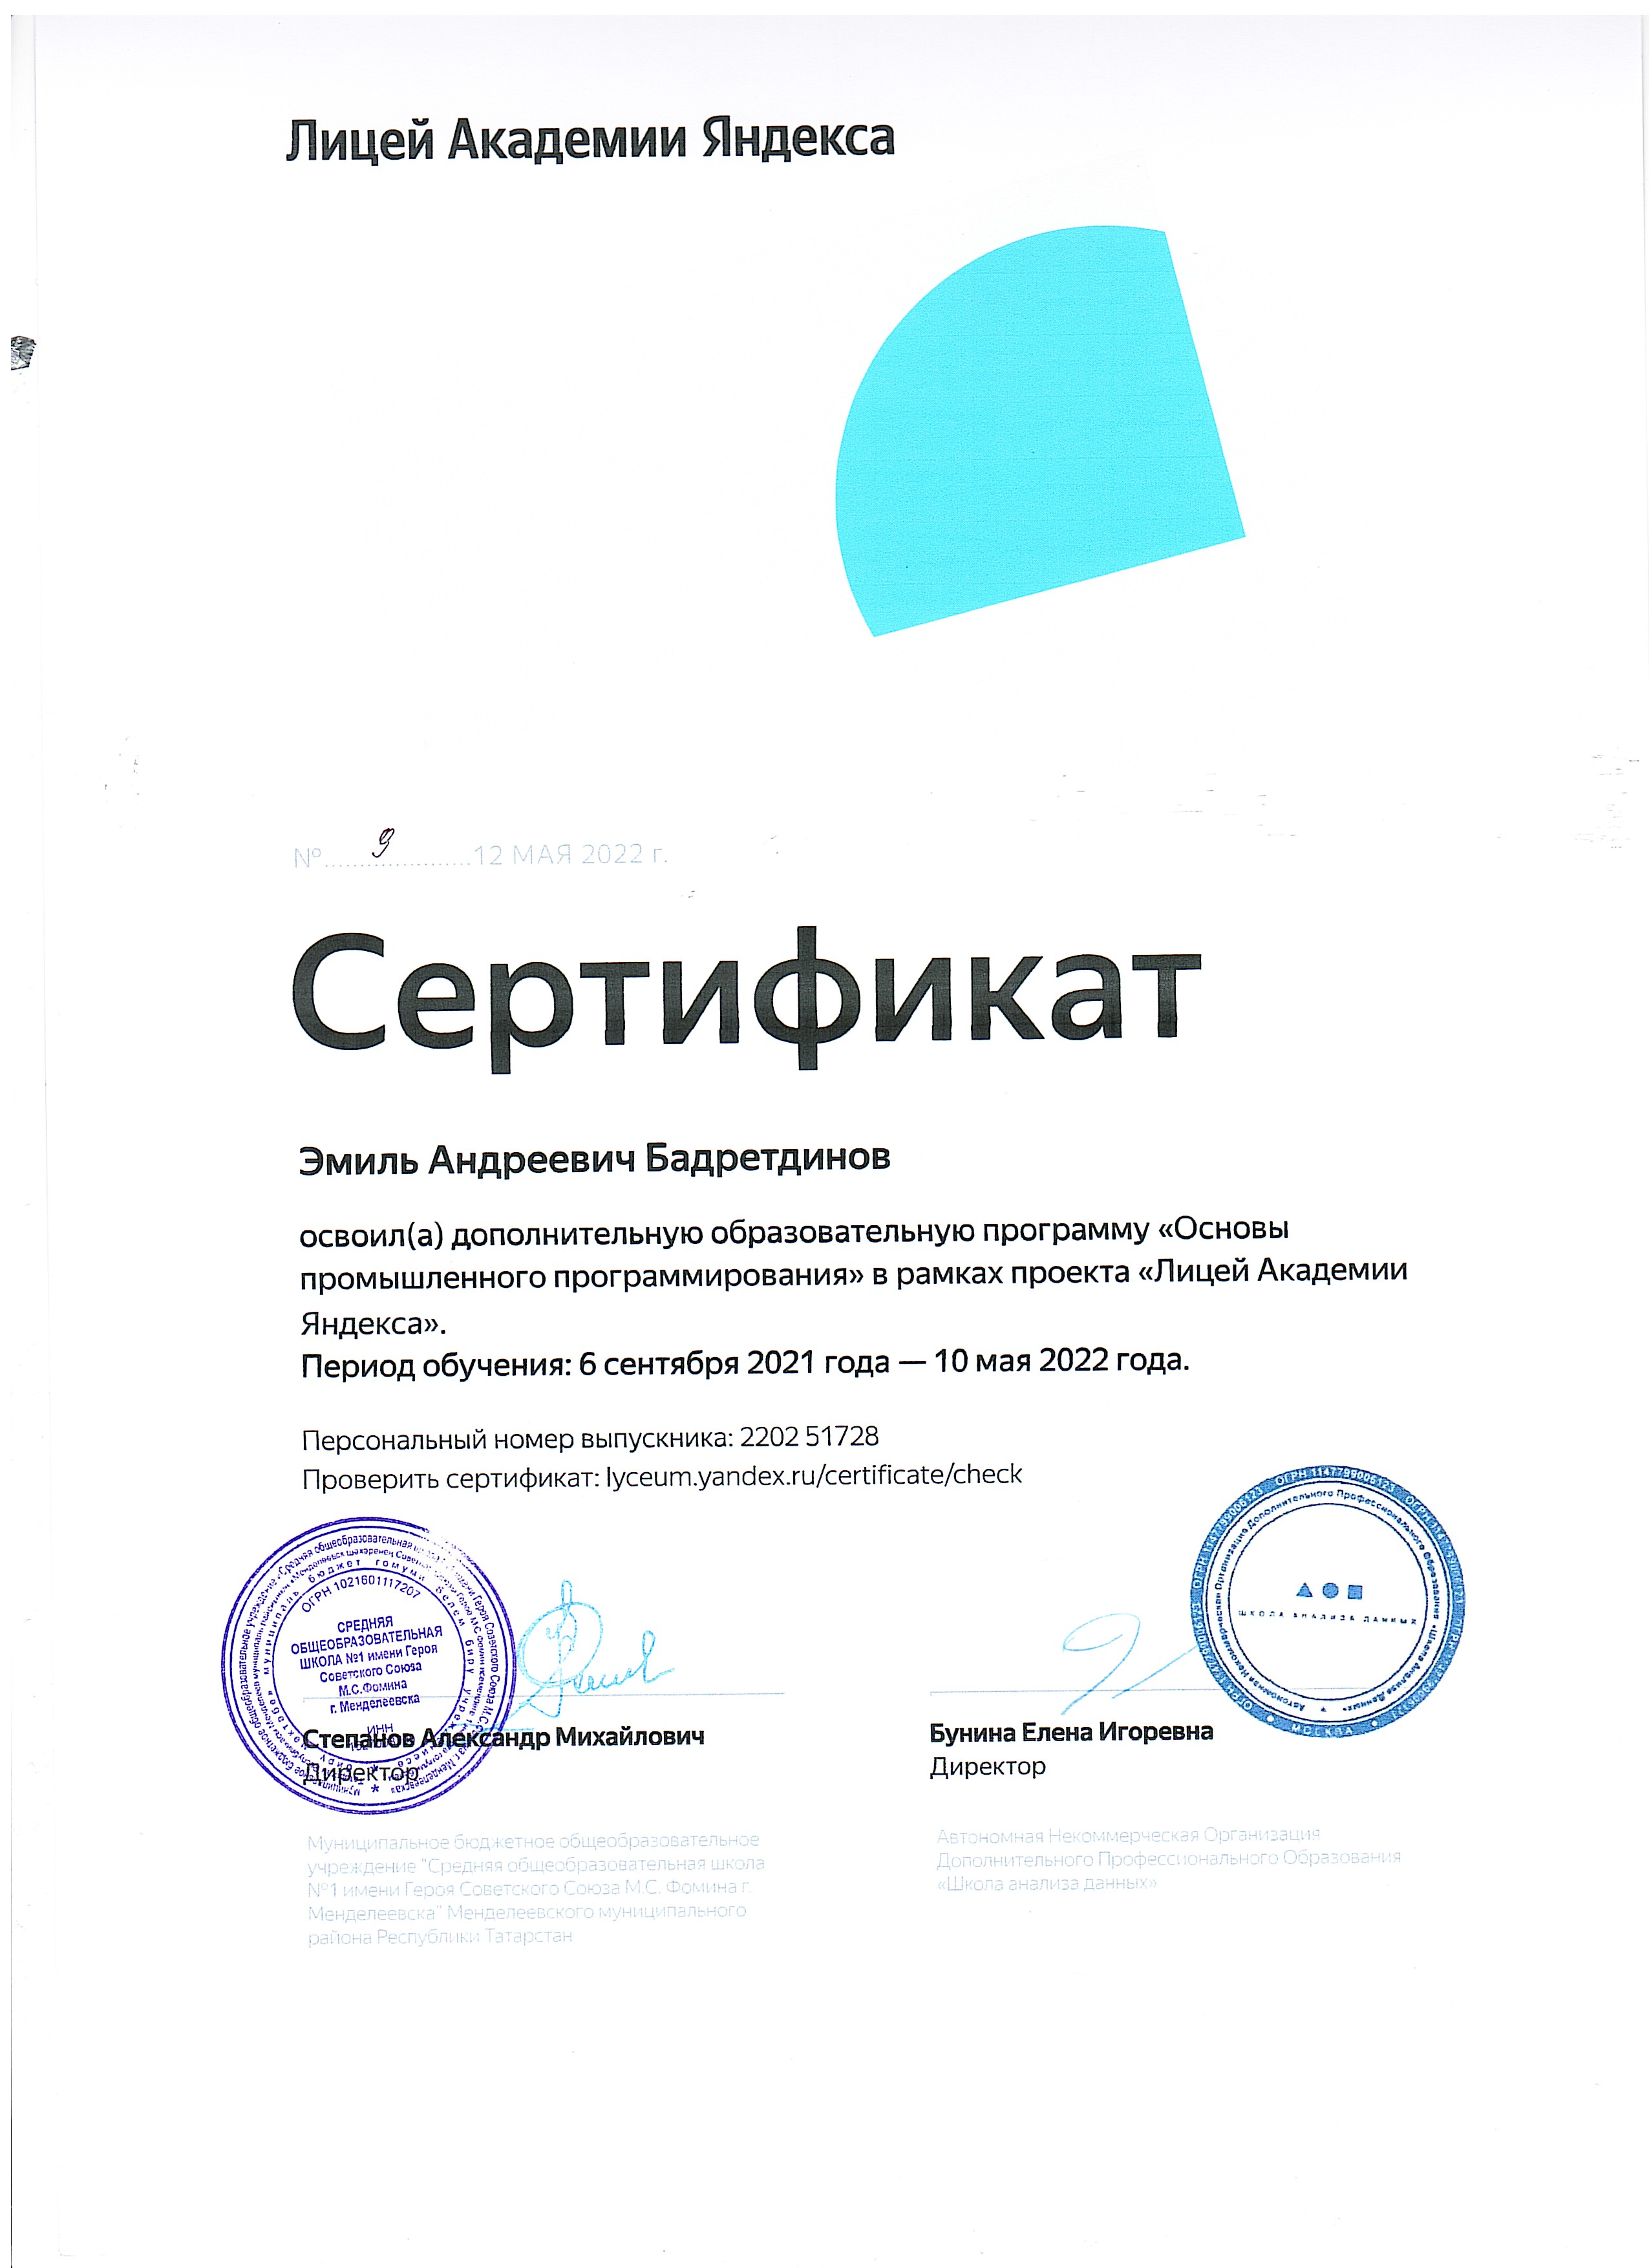 Лицей Академии Яндекса
№ 9 12 МАЯ 2022 г.
Сертификат
Эмиль Андреевич Бадретдинов
освоил(а) дополнительную образовательную программу «Основы
промышленного программирования» в рамках проекта «Лицей Академии
Яндекса».
Период обучения: 6 сентября 2021 года — 10 мая 2022 года.
Персональный номер выпускника: 2202 51728
Проверить сертификат: lyceum.yandex.ru/certificate/check
ОГРН 1021601117207
СРЕДНЯЯ
ОБЩЕОБРАЗОВАТЕЛЬНАЯ
ШКОЛА №1 имени Героя
Советского Союза
М.С.Фомина
г. Менделеевска
ИНН
Степанов Александр Михайлович
Директор
Муниципальное бюджетное общеобразовательное
учреждение "Средняя общеобразовательная школа
№1 имени Героя Советского Союза М.С. Фомина г.
Менделеевска" Менделеевского муниципального
района Республики Татарстан
ОГРН 1147799006123
Автономная Некоммерческая Организация Дополнительного Профессионального Образования «Школа Анализа Данных»
ШКОЛА АНАЛИЗА ДАННЫХ
МОСКВА
Бунина Елена Игоревна
Директор
Автономная Некоммерческая Организация
Дополнительного Профессионального Образования
«Школа анализа данных»